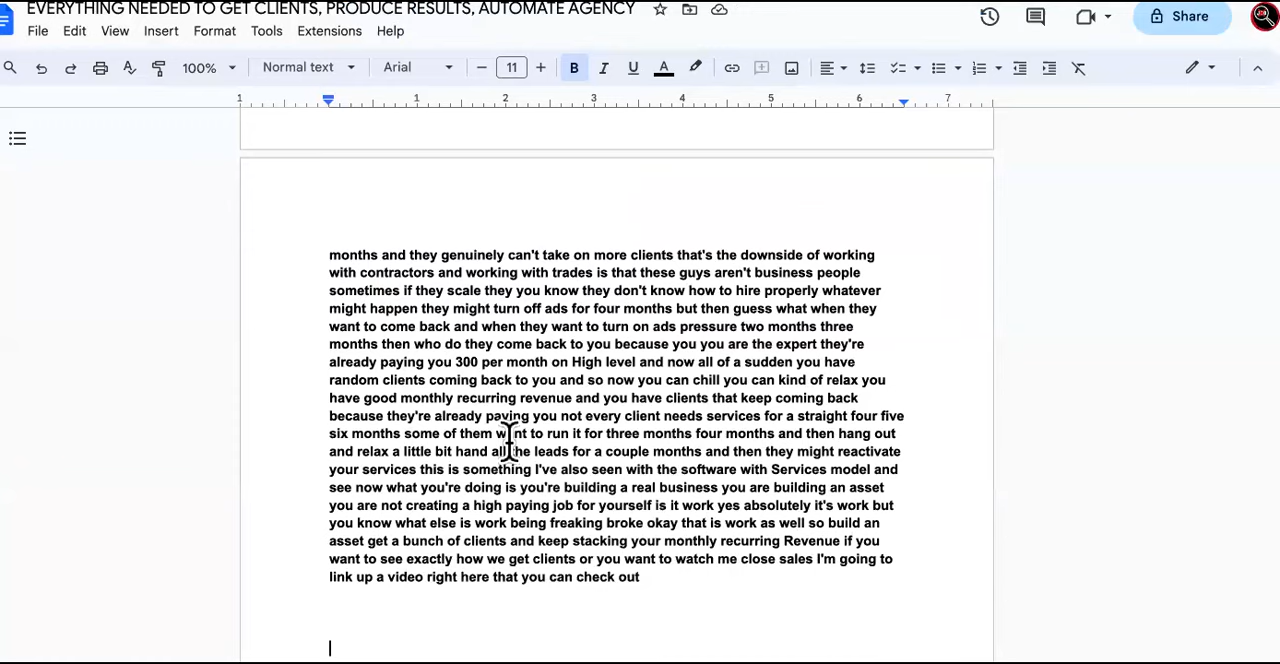 EVERYTHING NEEDED TO GET CLIENTS, PRODUCE RESULTS, AUTOMATE AGENCY
File Edit View Insert Format Tools Extensions Help
Share
100% Normal text Arial 11 B I U A
1 1 2 3 4 5 6 7
months and they genuinely can't take on more clients that's the downside of working
with contractors and working with trades is that these guys aren't business people
sometimes if they scale they you know they don't know how to hire properly whatever
might happen they might turn off ads for four months but then guess what when they
want to come back and when they want to turn on ads pressure two months three
months then who do they come back to you because you you are the expert they're
already paying you 300 per month on High level and now all of a sudden you have
random clients coming back to you and so now you can chill you can kind of relax you
have good monthly recurring revenue and you have clients that keep coming back
because they're already paying you not every client needs services for a straight four five
six months some of them want to run it for three months four months and then hang out
and relax a little bit hand all the leads for a couple months and then they might reactivate
your services this is something I've also seen with the software with Services model and
see now what you're doing is you're building a real business you are building an asset
you are not creating a high paying job for yourself is it work yes absolutely it's work but
you know what else is work being freaking broke okay that is work as well so build an
asset get a bunch of clients and keep stacking your monthly recurring Revenue if you
want to see exactly how we get clients or you want to watch me close sales I'm going to
link up a video right here that you can check out